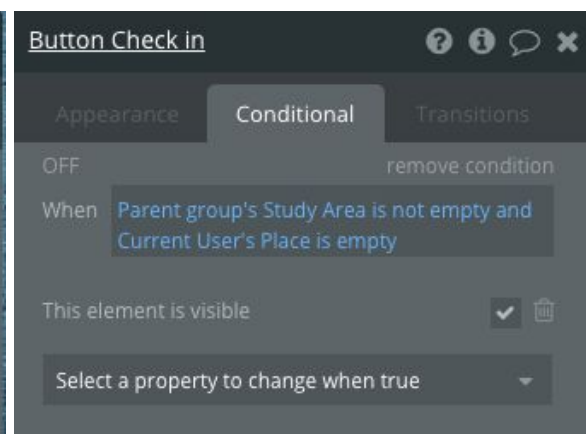 Button Check in
Appearance Conditional Transitions
OFF remove condition
When Parent group's Study Area is not empty and
Current User's Place is empty
This element is visible
Select a property to change when true